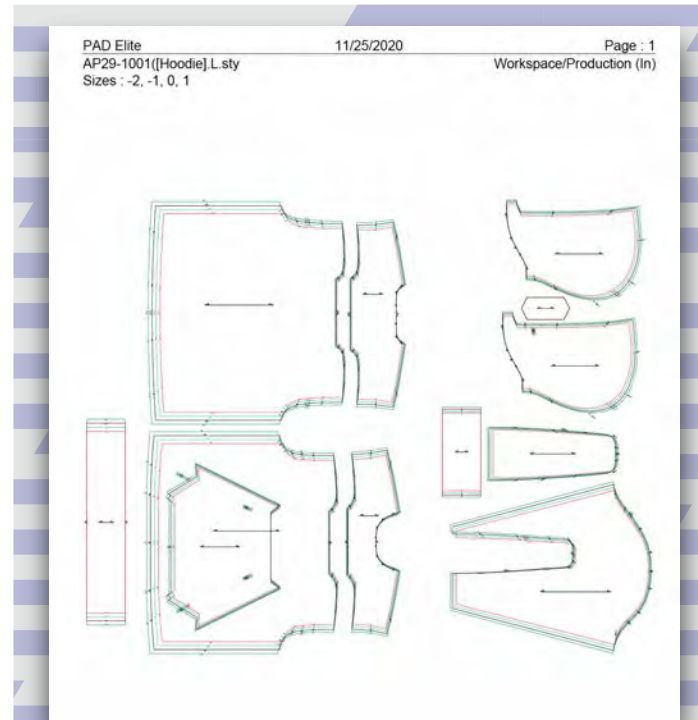 PAD Elite 11/25/2020 Page : 1
AP29-1001([Hoodie].L.sty Workspace/Production (In)
Sizes : -2, -1, 0, 1